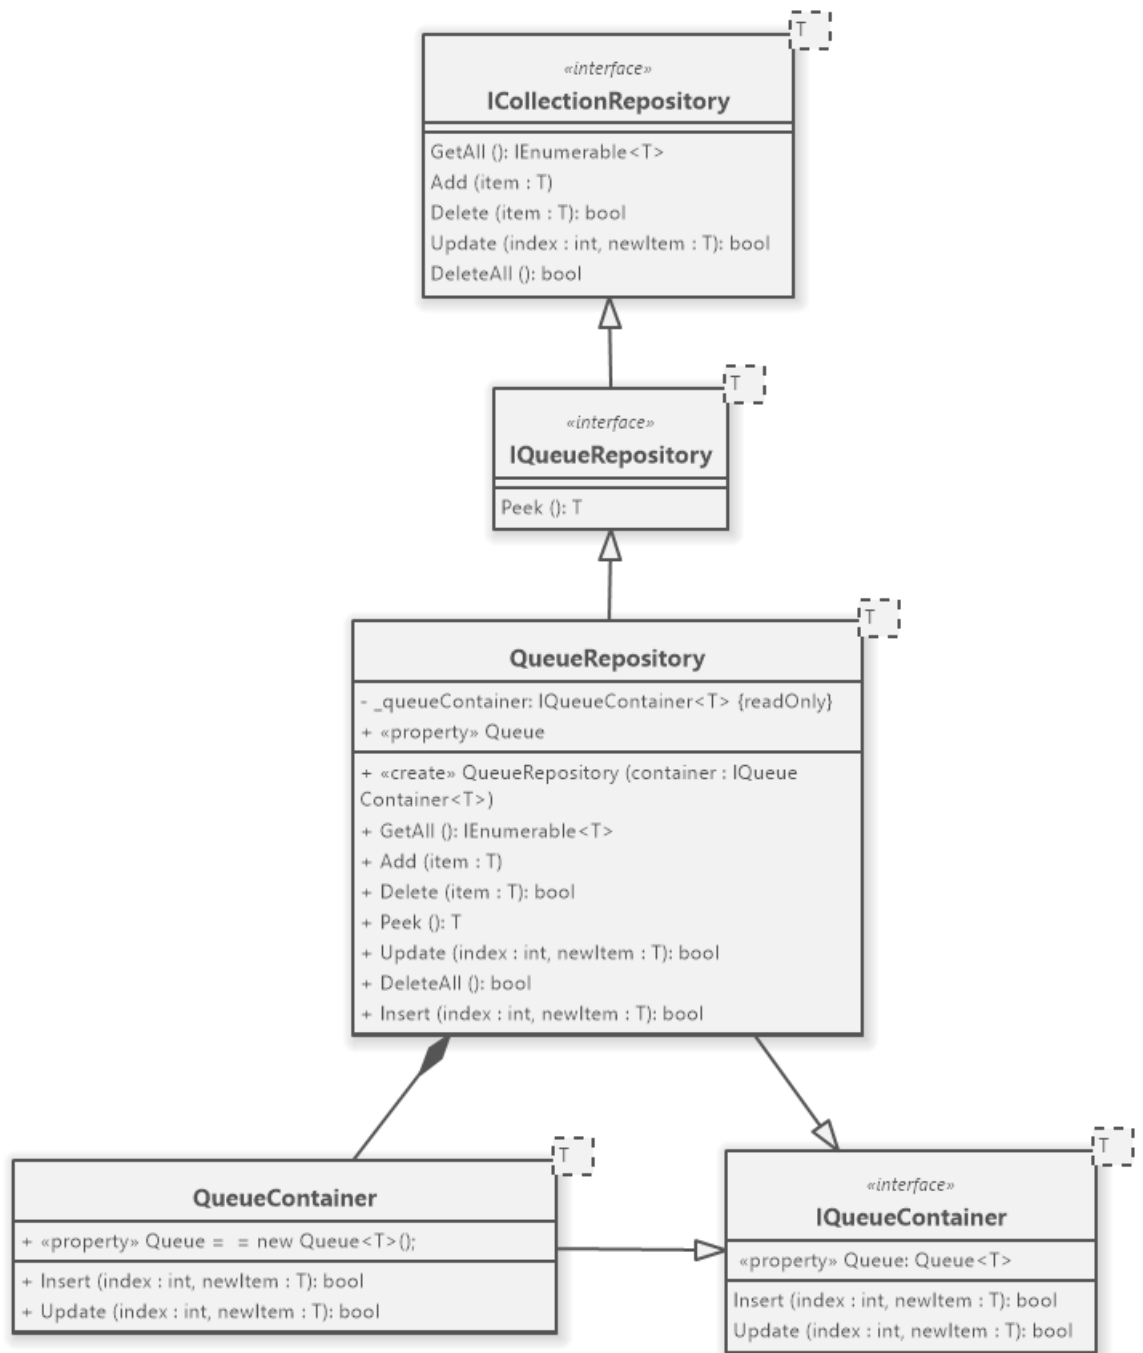 T
«interface»
ICollectionRepository
GetAll (): IEnumerable<T>
Add (item : T)
Delete (item : T): bool
Update (index : int, newItem : T): bool
DeleteAll (): bool
T
«interface»
IQueueRepository
Peek (): T
T
QueueRepository
- _queueContainer: IQueueContainer<T> {readOnly}
+ «property» Queue
+ «create» QueueRepository (container : IQueue
Container<T>)
+ GetAll (): IEnumerable<T>
+ Add (item : T)
+ Delete (item : T): bool
+ Peek (): T
+ Update (index : int, newItem : T): bool
+ DeleteAll (): bool
+ Insert (index : int, newItem : T): bool
T
QueueContainer
+ «property» Queue =  = new Queue<T>();
+ Insert (index : int, newItem : T): bool
+ Update (index : int, newItem : T): bool
T
«interface»
IQueueContainer
«property» Queue: Queue<T>
Insert (index : int, newItem : T): bool
Update (index : int, newItem : T): bool